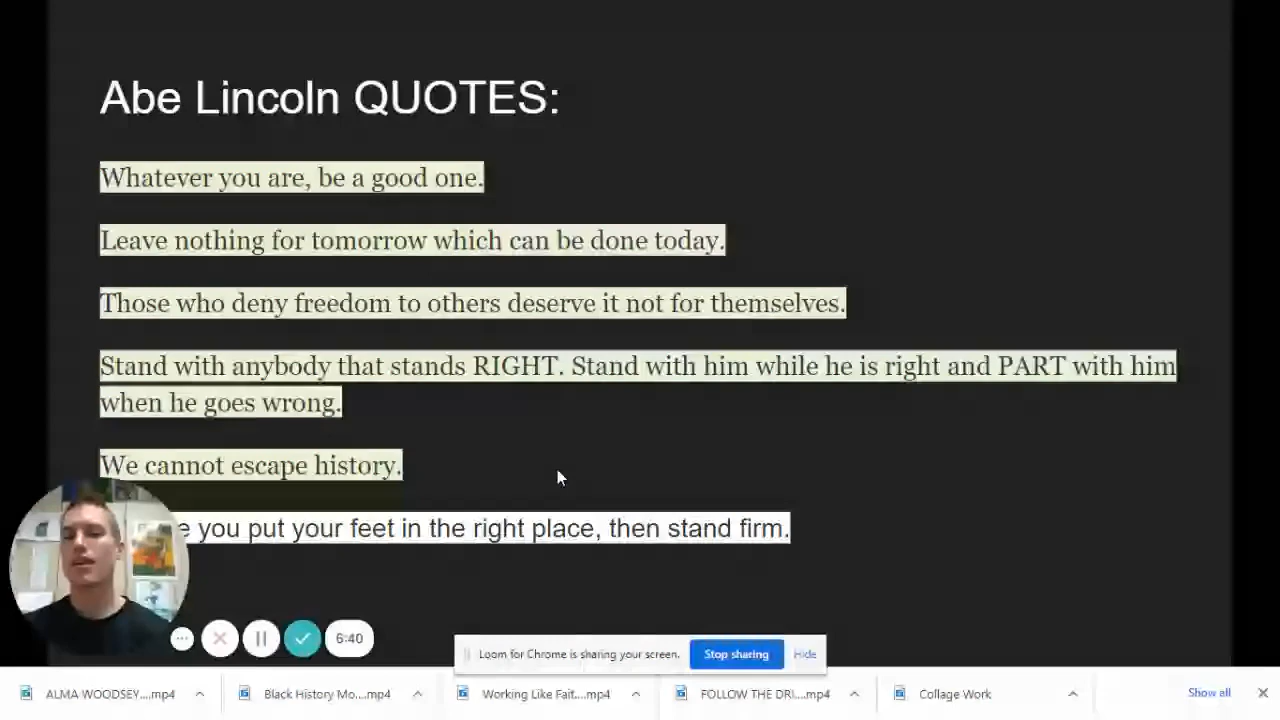 Abe Lincoln QUOTES:
Whatever you are, be a good one.
Leave nothing for tomorrow which can be done today.
Those who deny freedom to others deserve it not for themselves.
Stand with anybody that stands RIGHT. Stand with him while he is right and PART with him
when he goes wrong.
We cannot escape history.
you put your feet in the right place, then stand firm.
6:40
Loom for Chrome is sharing your screen. Stop sharing Hide
ALMA WOODSEY....mp4 Black History Mo....mp4 Working Like Fait....mp4 FOLLOW THE DRI....mp4 Collage Work Show all